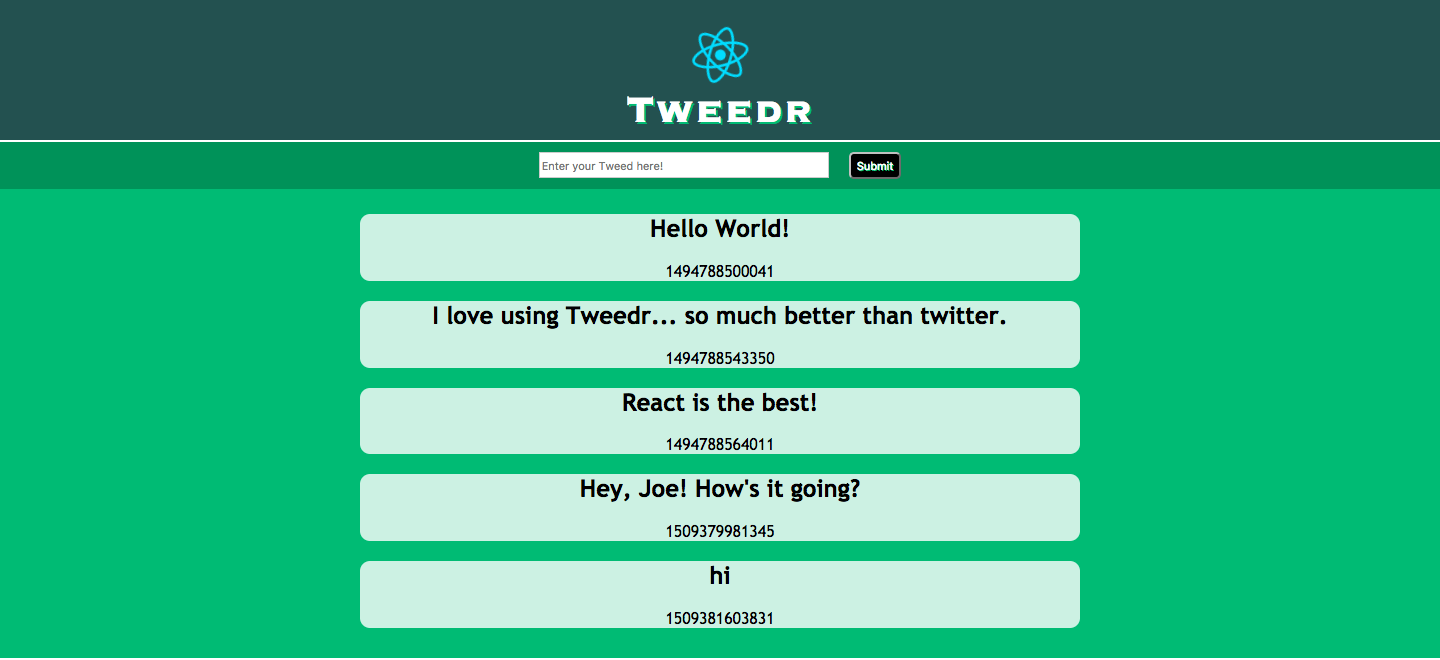 Tweedr
Enter your Tweed here!
Submit
Hello World!
1494788500041
I love using Tweedr... so much better than twitter.
1494788543350
React is the best!
1494788564011
Hey, Joe! How's it going?
1509379981345
hi
1509381603831